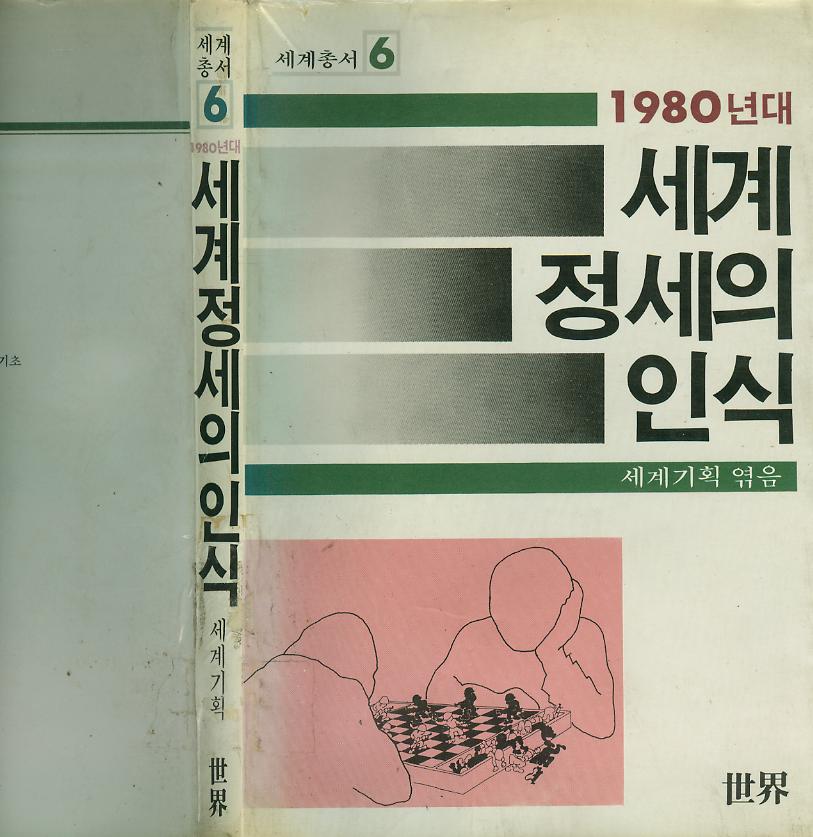 기초
세계
총서
6
1980년대
세계정세의 인식
세계기획
世界
세계총서 6
1980년대
세계
정세의
인식
세계기획 엮음
世界